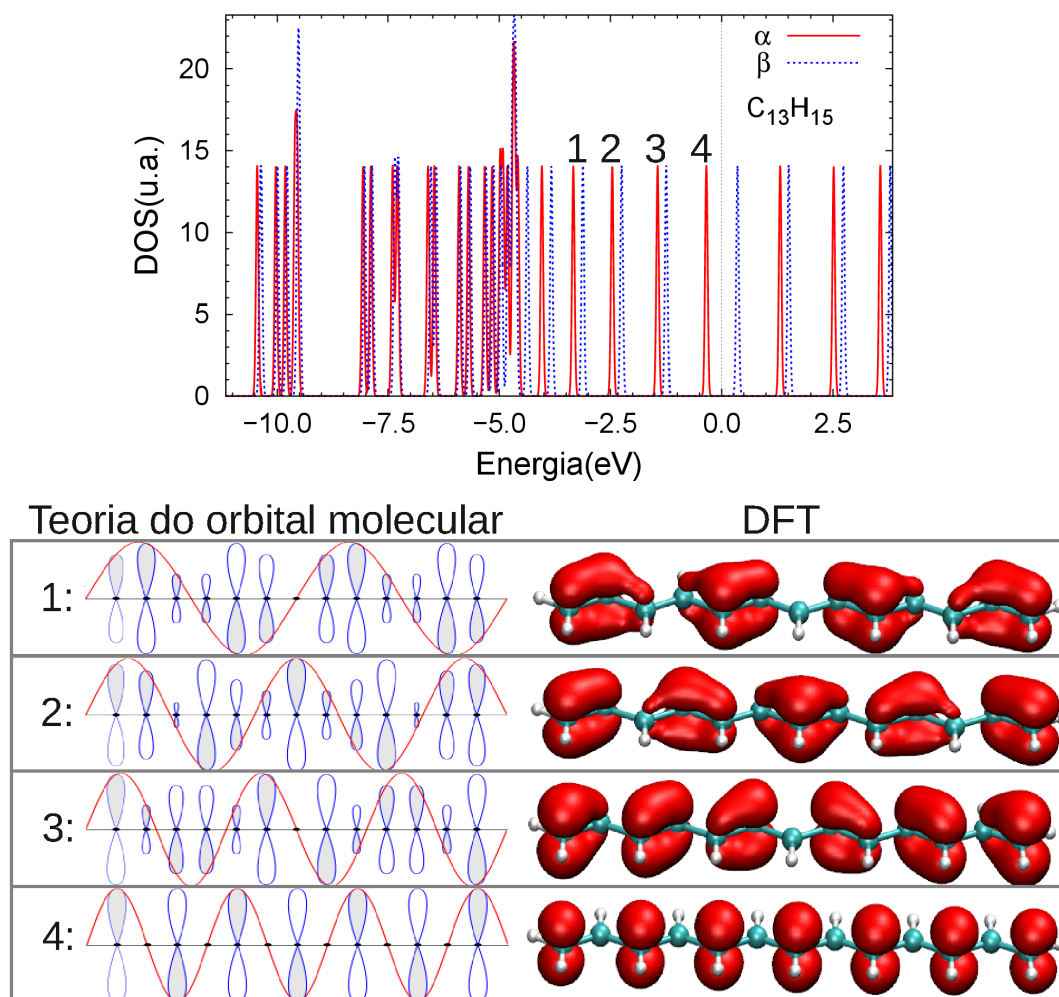 α
β
C13H15
1 2 3 4
DOS(u.a.)
20
15
10
5
0
−10.0 −7.5 −5.0 −2.5 0.0 2.5
Energia(eV)
Teoria do orbital molecular DFT
1:
2:
3:
4: